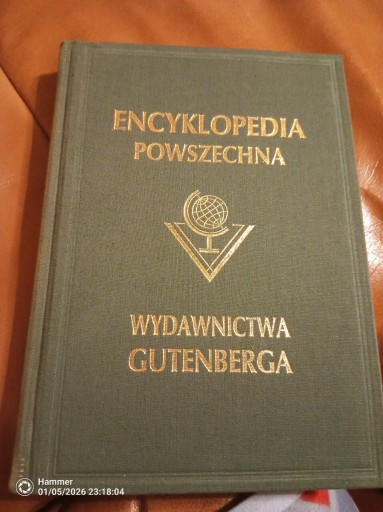 ENCYKLOPEDIA
POWSZECHNA
WYDAWNICTWA
GUTENBERGA
Hammer
01/05/2026 23:18:04